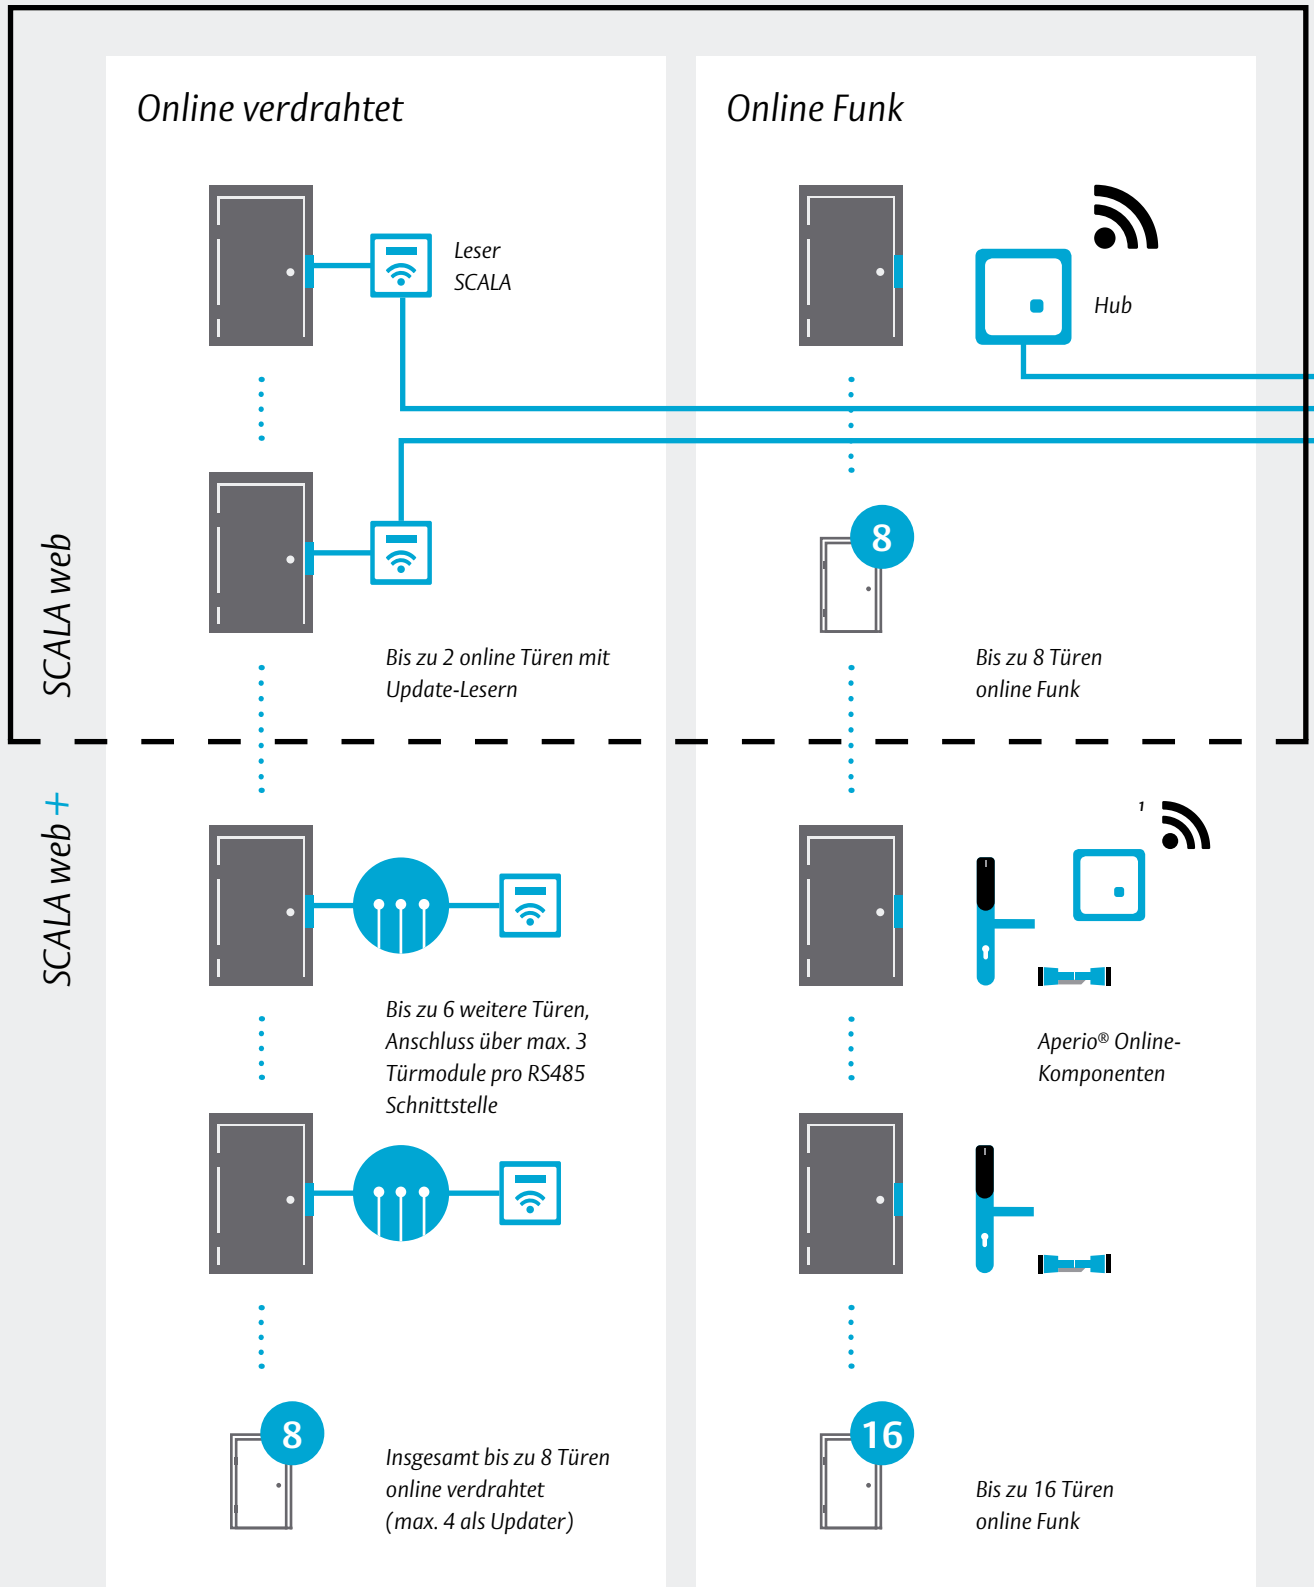 Online verdrahtet
Leser
SCALA
Bis zu 2 online Türen mit
Update-Lesern
Online Funk
Hub
8
Bis zu 8 Türen
online Funk
SCALA web
SCALA web +
Bis zu 6 weitere Türen,
Anschluss über max. 3
Türmodule pro RS485
Schnittstelle
8
Insgesamt bis zu 8 Türen
online verdrahtet
(max. 4 als Updater)
1
Aperio® Online-
Komponenten
16
Bis zu 16 Türen
online Funk